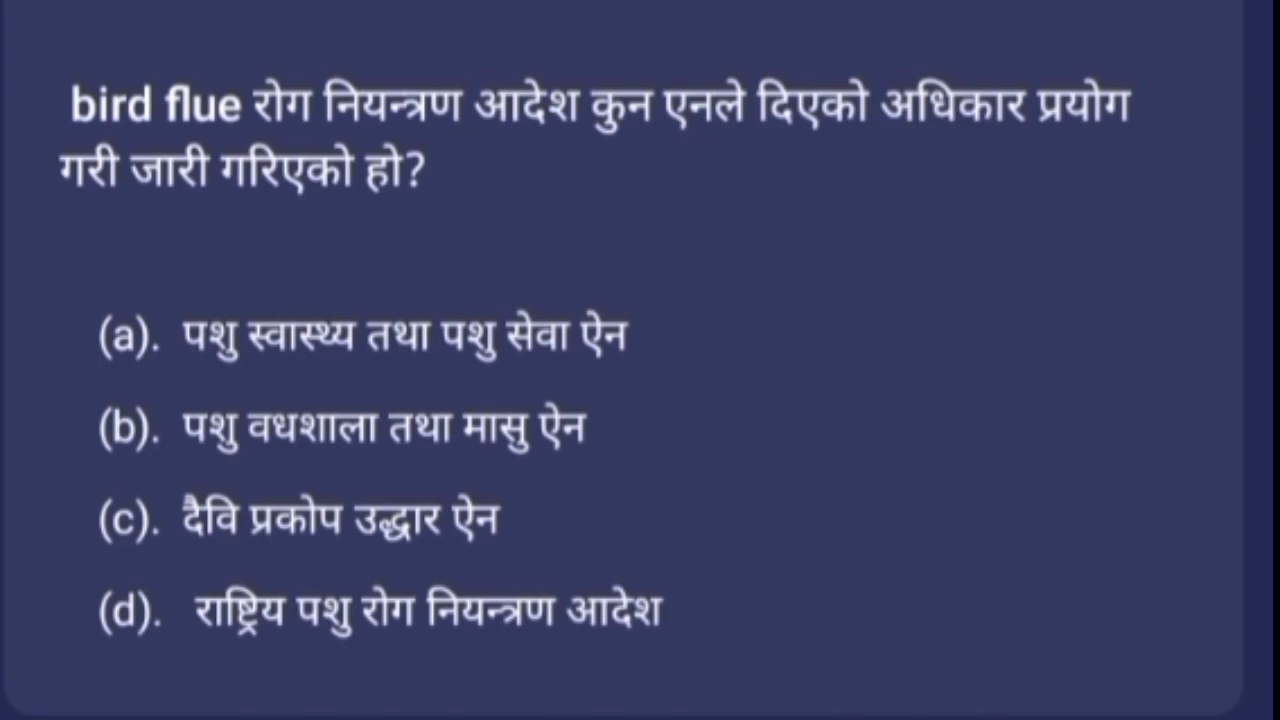 bird flue रोग नियन्त्रण आदेश कुन एनले दिएको अधिकार प्रयोग
गरी जारी गरिएको हो?
(a). पशु स्वास्थ्य तथा पशु सेवा ऐन
(b). पशु वधशाला तथा मासु ऐन
(c). दैवि प्रकोप उद्धार ऐन
(d). राष्ट्रिय पशु रोग नियन्त्रण आदेश